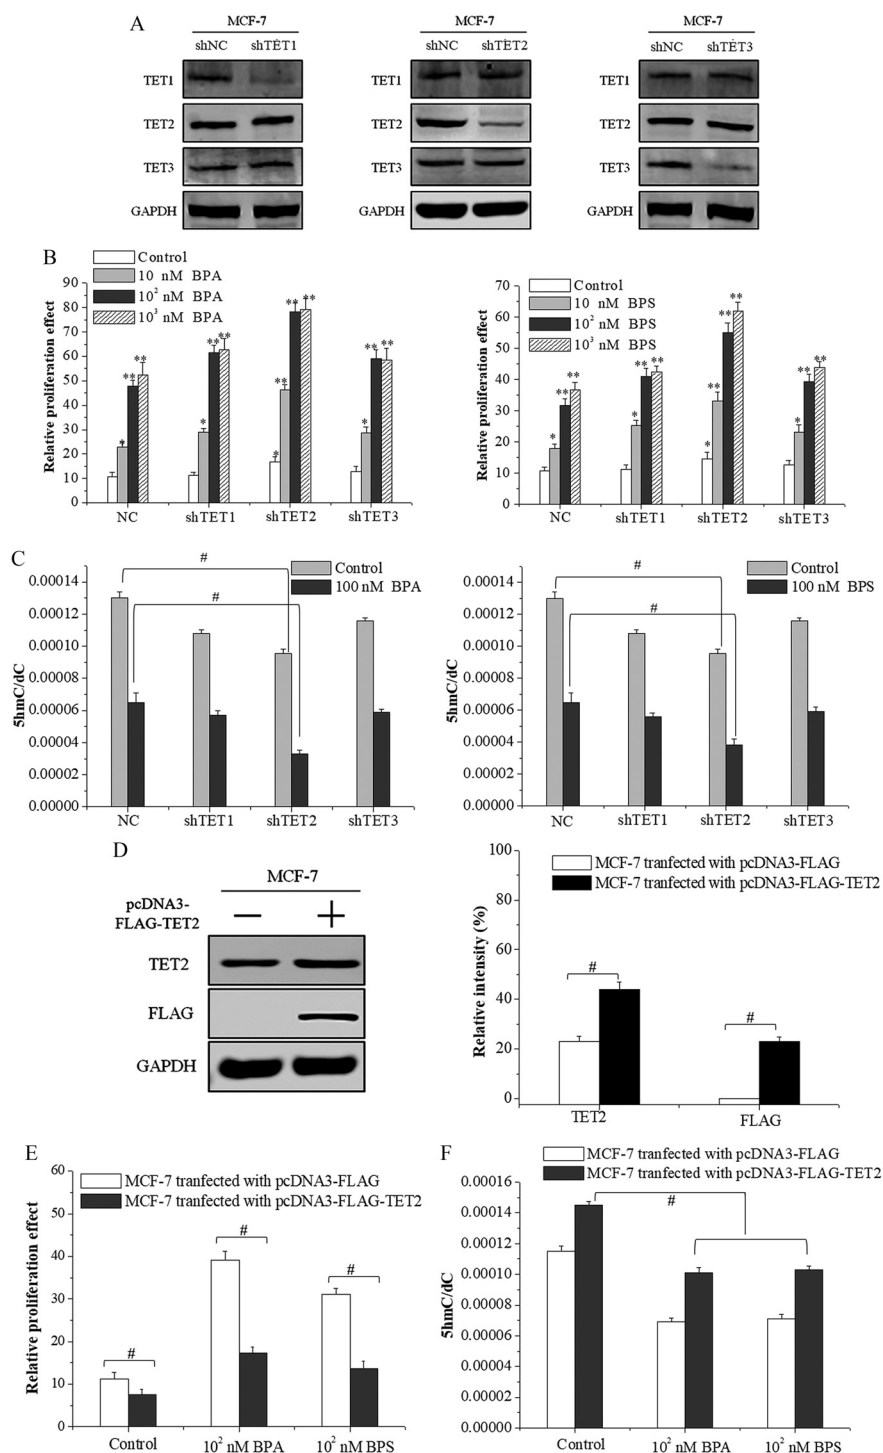 A
MCF-7
shNC shTET1
TET1
TET2
TET3
GAPDH
MCF-7
shNC shTET2
TET1
TET2
TET3
GAPDH
MCF-7
shNC shTET3
TET1
TET2
TET3
GAPDH
B
Control
10 nM BPA
10² nM BPA
10³ nM BPA
Relative proliferation effect
90
80
70
60
50
40
30
20
10
0
* ** **
* ** **
* ** ** **
* ** **
NC shTET1 shTET2 shTET3
Control
10 nM BPS
10² nM BPS
10³ nM BPS
Relative proliferation effect
70
60
50
40
30
20
10
0
* ** **
* ** **
* ** ** **
* ** **
NC shTET1 shTET2 shTET3
C
Control
100 nM BPA
#
#
5hmC/dC
0.00014
0.00012
0.00010
0.00008
0.00006
0.00004
0.00002
0.00000
NC shTET1 shTET2 shTET3
Control
100 nM BPS
#
#
5hmC/dC
0.00014
0.00012
0.00010
0.00008
0.00006
0.00004
0.00002
0.00000
NC shTET1 shTET2 shTET3
D
MCF-7
pcDNA3-
FLAG-TET2
− +
TET2
FLAG
GAPDH
MCF-7 tranfected with pcDNA3-FLAG
MCF-7 tranfected with pcDNA3-FLAG-TET2
Relative intensity (%)
100
80
60
40
20
0
#
#
TET2 FLAG
E
MCF-7 tranfected with pcDNA3-FLAG
MCF-7 tranfected with pcDNA3-FLAG-TET2
Relative proliferation effect
60
50
40
30
20
10
0
#
#
#
Control 10² nM BPA 10² nM BPS
F
MCF-7 tranfected with pcDNA3-FLAG
MCF-7 tranfected with pcDNA3-FLAG-TET2
#
5hmC/dC
0.00016
0.00014
0.00012
0.00010
0.00008
0.00006
0.00004
0.00002
0.00000
Control 10² nM BPA 10² nM BPS